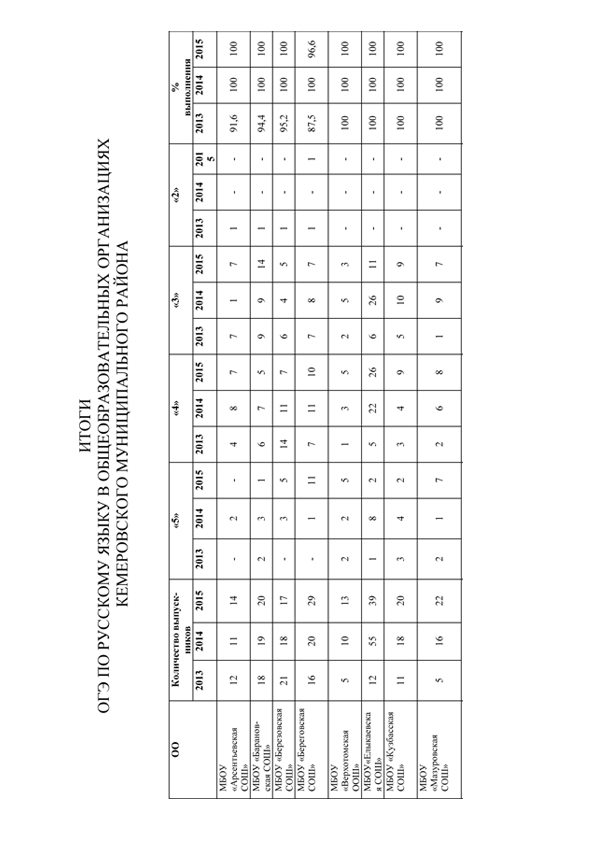 ИТОГИ
ОГЭ ПО РУССКОМУ ЯЗЫКУ В ОБЩЕОБРАЗОВАТЕЛЬНЫХ ОРГАНИЗАЦИЯХ
КЕМЕРОВСКОГО МУНИЦИПАЛЬНОГО РАЙОНА
ОО Количество выпуск- «5» «4» «3» «2» %
ников выполнения
2013 2014 2015 2013 2014 2015 2013 2014 2015 2013 2014 2015 2013 2014 201 2013 2014 2015
5
МБОУ
«Арсентьевская 12 11 14 - 2 - 4 8 7 7 1 7 1 - - 91,6 100 100
СОШ»
МБОУ «Баранов- 18 19 20 2 3 1 6 7 5 9 9 14 1 - - 94,4 100 100
ская СОШ»
МБОУ «Березовская 21 18 17 - 3 5 14 11 7 6 4 5 1 - - 95,2 100 100
СОШ»
МБОУ «Береговская 16 20 29 - 1 11 7 11 10 7 8 7 1 - 1 87,5 100 96,6
СОШ»
МБОУ
«Верхотомская 5 10 13 2 2 5 1 3 5 2 5 3 - - - 100 100 100
ООШ»
МБОУ«Елыкаевска 12 55 39 1 8 2 5 22 26 6 26 11 - - - 100 100 100
я СОШ»
МБОУ «Кузбасская 11 18 20 3 4 2 3 4 9 5 10 9 - - - 100 100 100
СОШ»
МБОУ
«Мазуровская 5 16 22 2 1 7 2 6 8 1 9 7 - - - 100 100 100
СОШ»